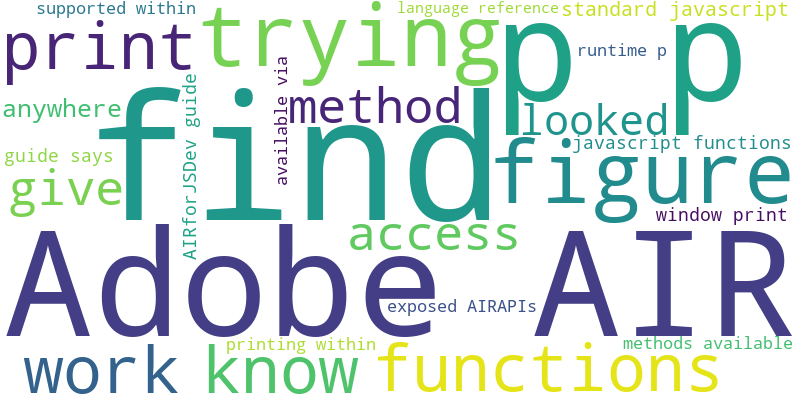 supported within
language reference
standard javascript
print
trying
p p
runtime p
anywhere
available via
method
looked
find
AIRforJSDev guide
javascript functions
guide says
give
figure
window print
access
Adobe AIR
exposed AIRAPIs
printing within
methods available
work
know
functions